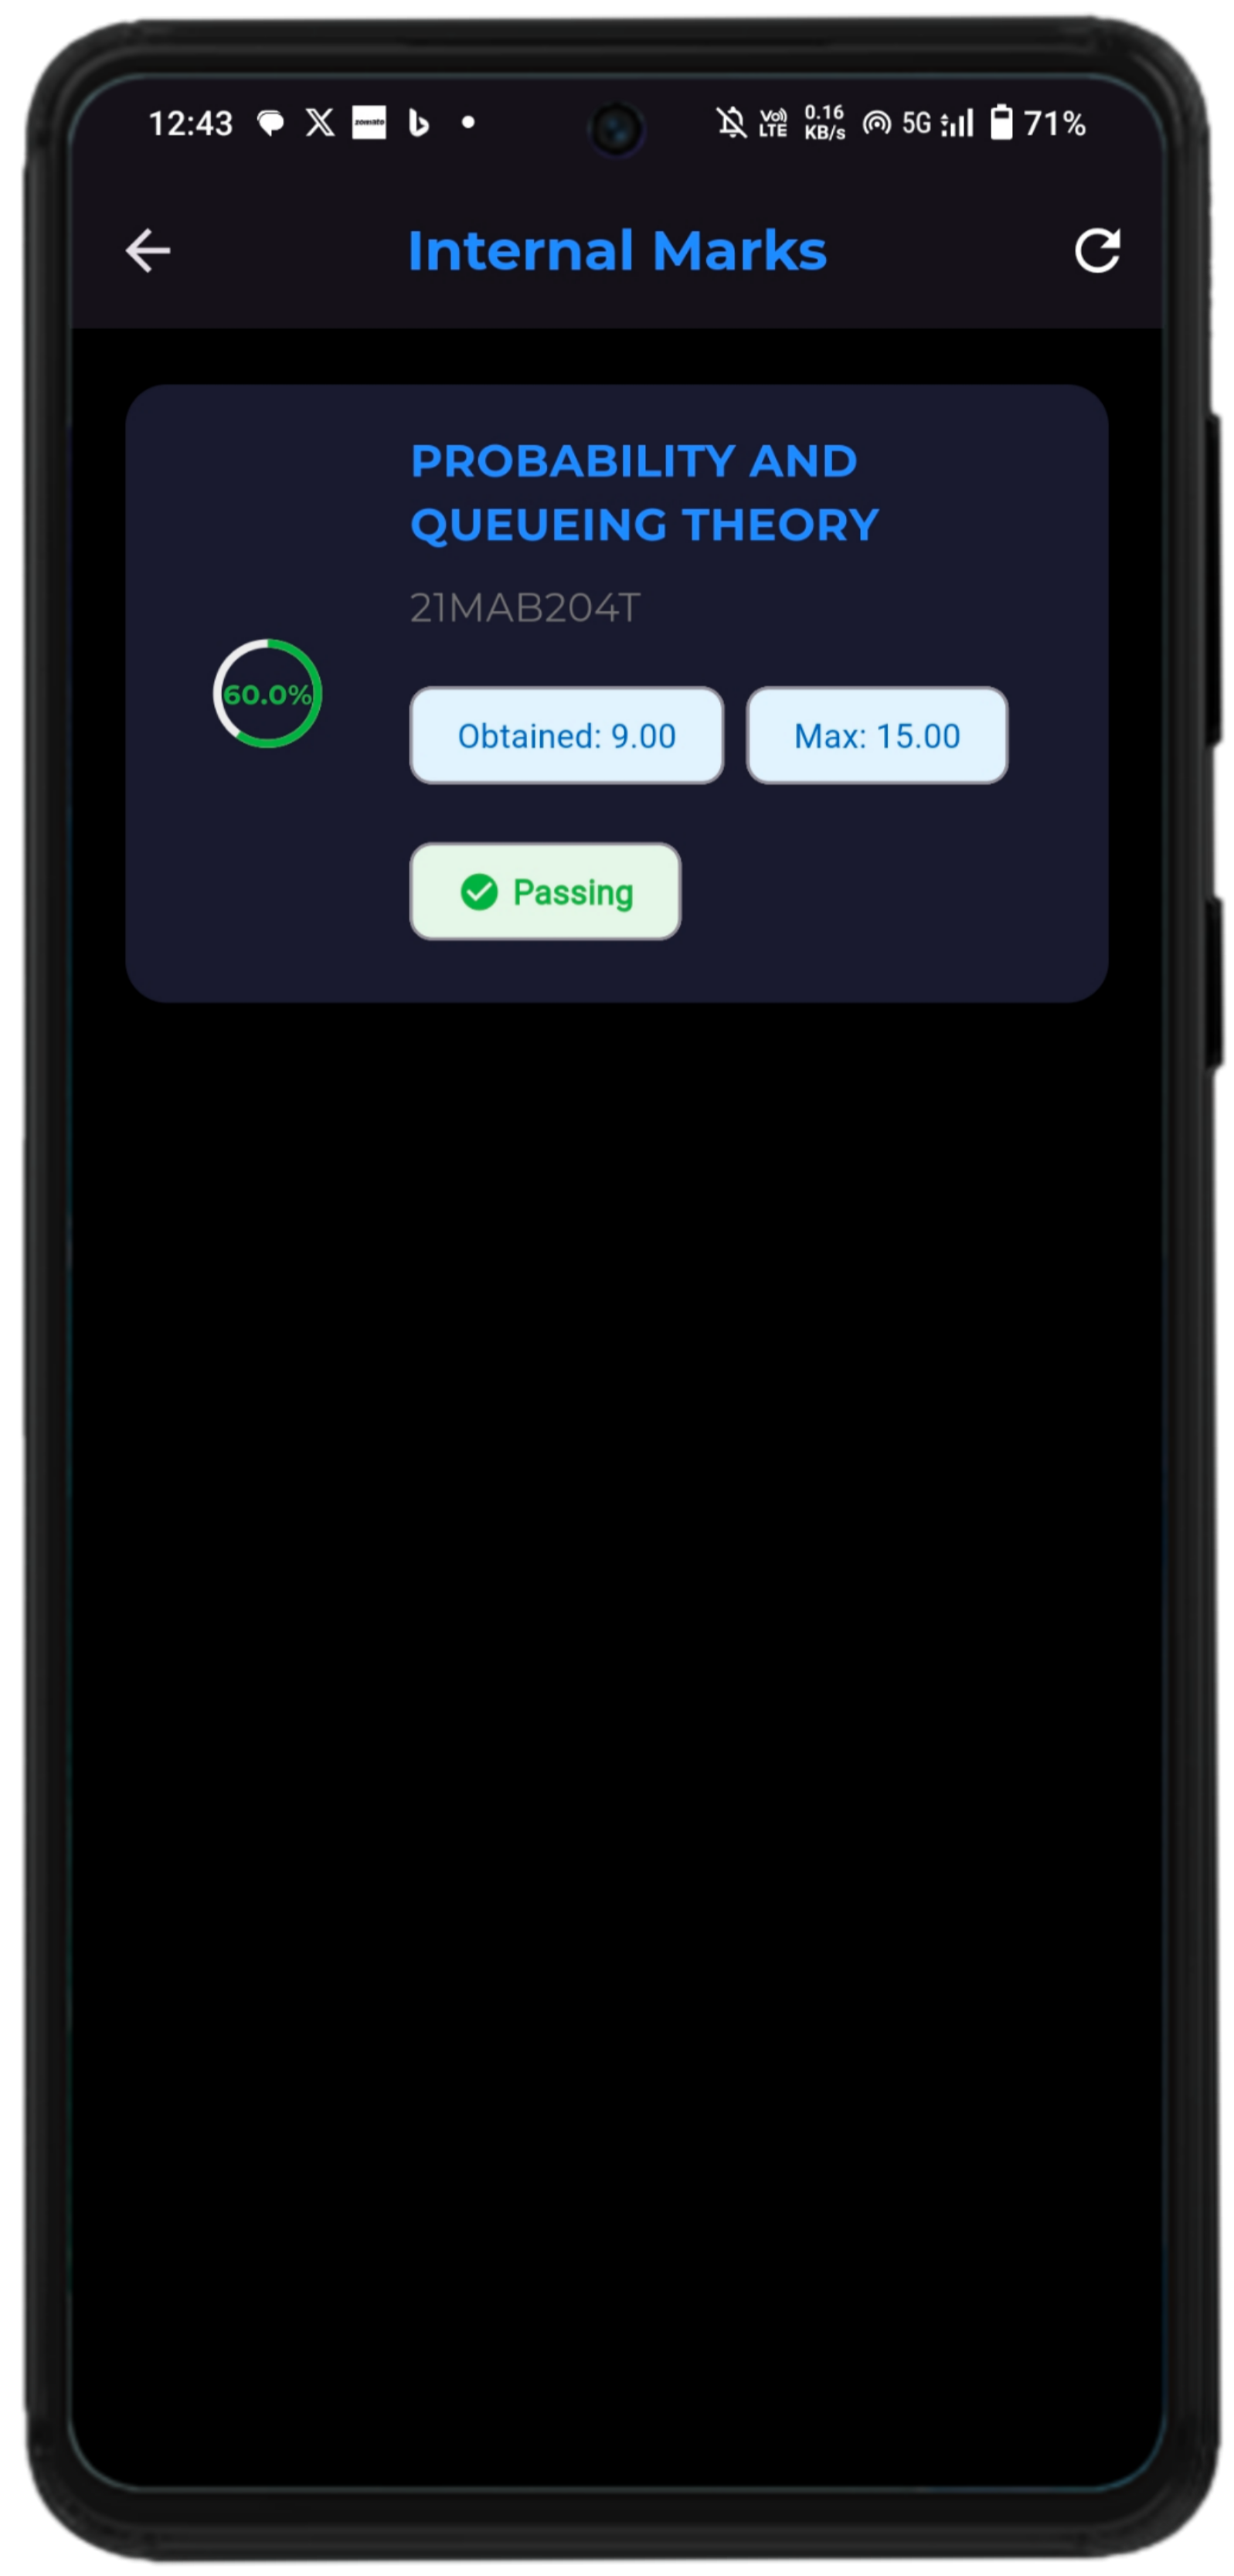 12:43 zomato Vo) LTE 0.16 KB/s 5G 71%
Internal Marks
PROBABILITY AND
QUEUEING THEORY
21MAB204T
60.0%
Obtained: 9.00 Max: 15.00
Passing